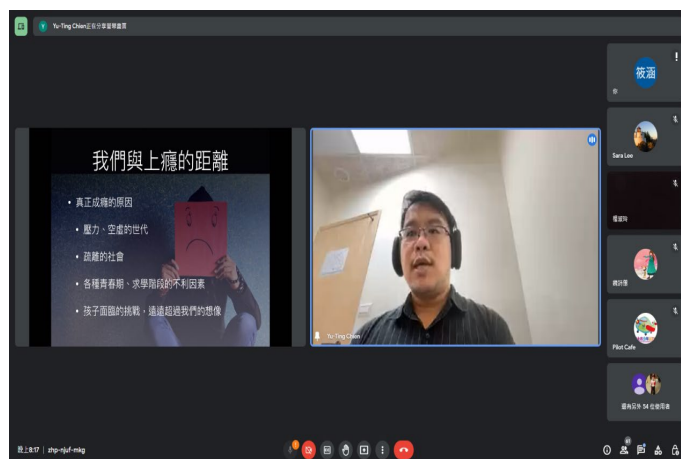 Yu-Ting Chien正在分享螢幕畫面
我們與上癮的距離
• 真正成癮的原因
• 壓力、空虛的世代
• 疏離的社會
• 各種青春期、求學階段的不利因素
• 孩子面臨的挑戰，遠遠超過我們的想像
Yu-Ting Chien
筱涵
你
Sara Lee
Pilot Cafe
還有另外 54 位使用者
晚上8:17 | zhp-njuf-mkg
61